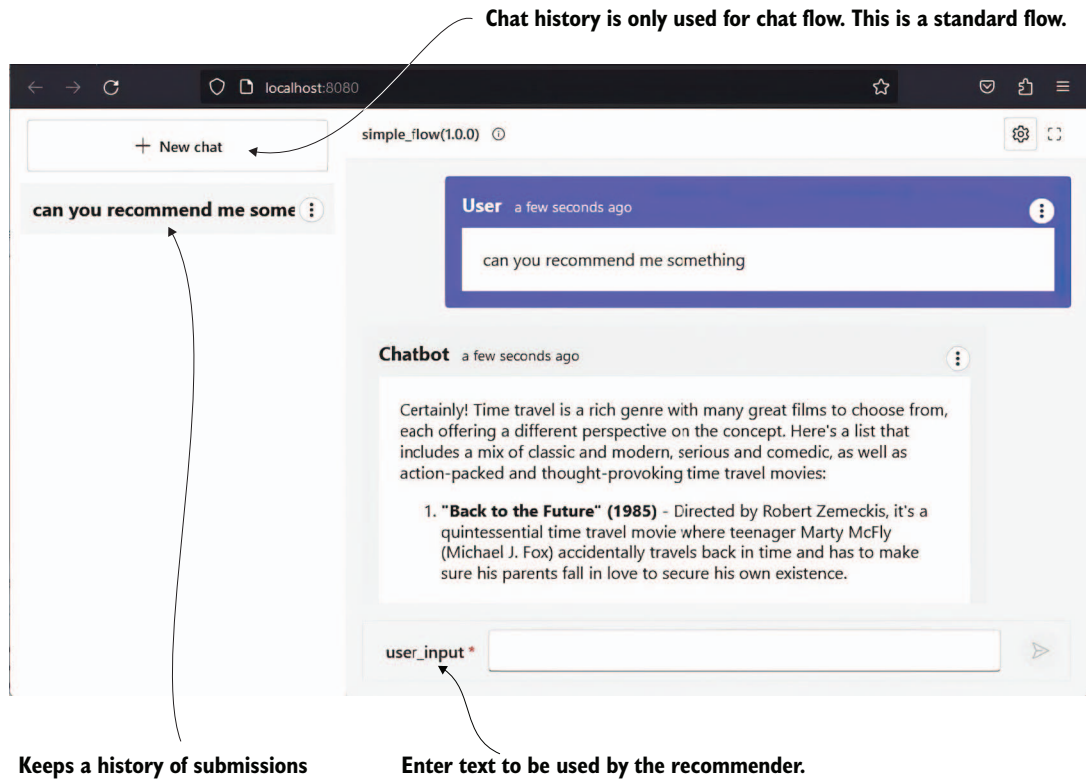 Chat history is only used for chat flow. This is a standard flow.
localhost:8080
+ New chat
simple_flow(1.0.0)
can you recommend me some
User a few seconds ago
can you recommend me something
Chatbot a few seconds ago
Certainly! Time travel is a rich genre with many great films to choose from,
each offering a different perspective on the concept. Here's a list that
includes a mix of classic and modern, serious and comedic, as well as
action-packed and thought-provoking time travel movies:
1. "Back to the Future" (1985) - Directed by Robert Zemeckis, it's a
quintessential time travel movie where teenager Marty McFly
(Michael J. Fox) accidentally travels back in time and has to make
sure his parents fall in love to secure his own existence.
user_input *
Keeps a history of submissions
Enter text to be used by the recommender.